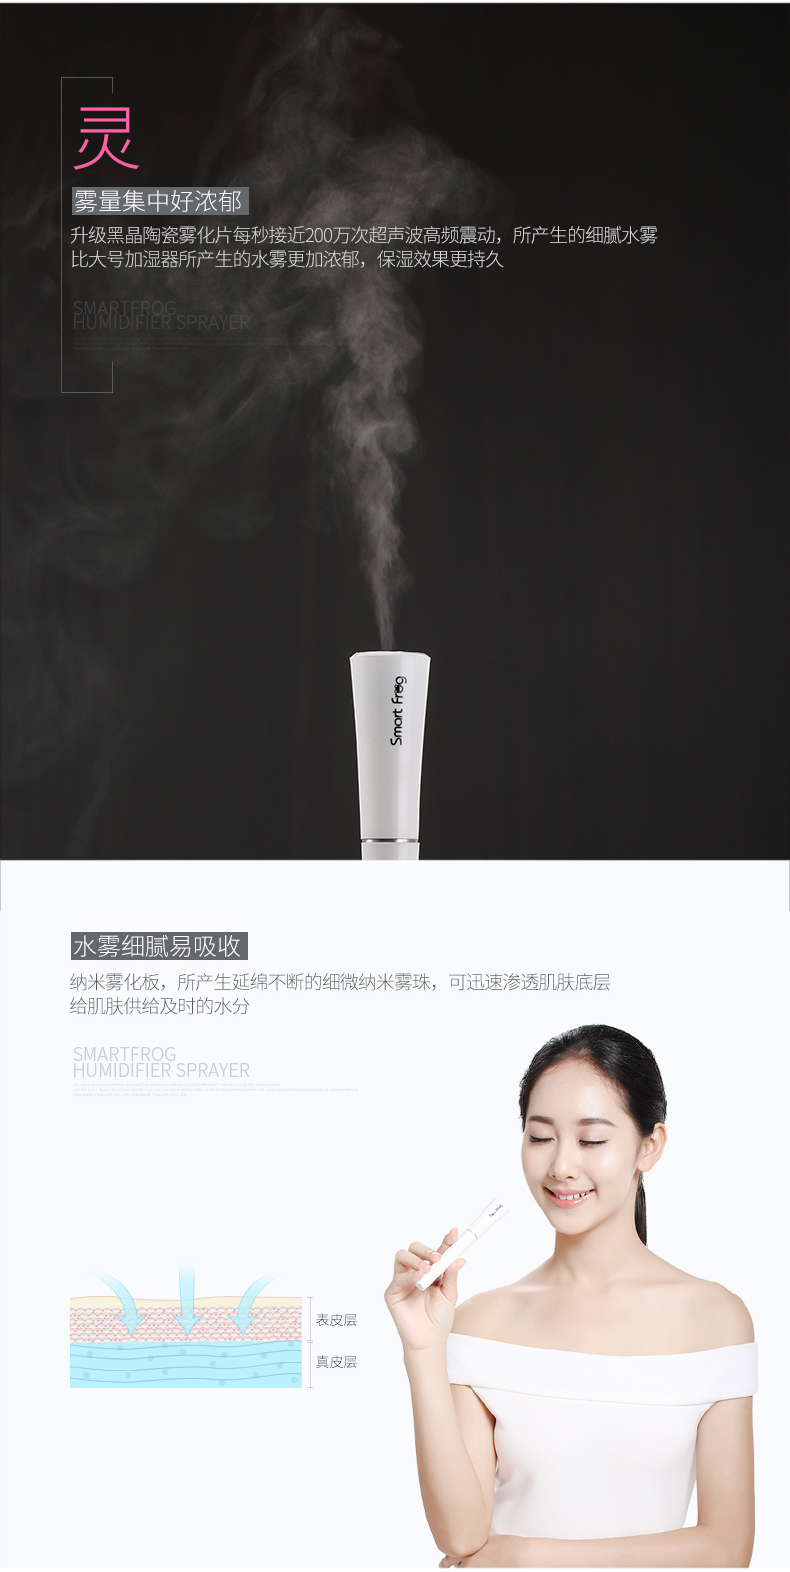 灵
雾量集中好浓郁
升级黑晶陶瓷雾化片每秒接近200万次超声波高频震动，所产生的细腻水雾
比大号加湿器所产生的水雾更加浓郁，保湿效果更持久
SMARTFROG
HUMIDIFIER SPRAYER
Smart Frog
水雾细腻易吸收
纳米雾化板，所产生延绵不断的细微纳米雾珠，可迅速渗透肌肤底层
给肌肤供给及时的水分
SMARTFROG
HUMIDIFIER SPRAYER
表皮层
真皮层